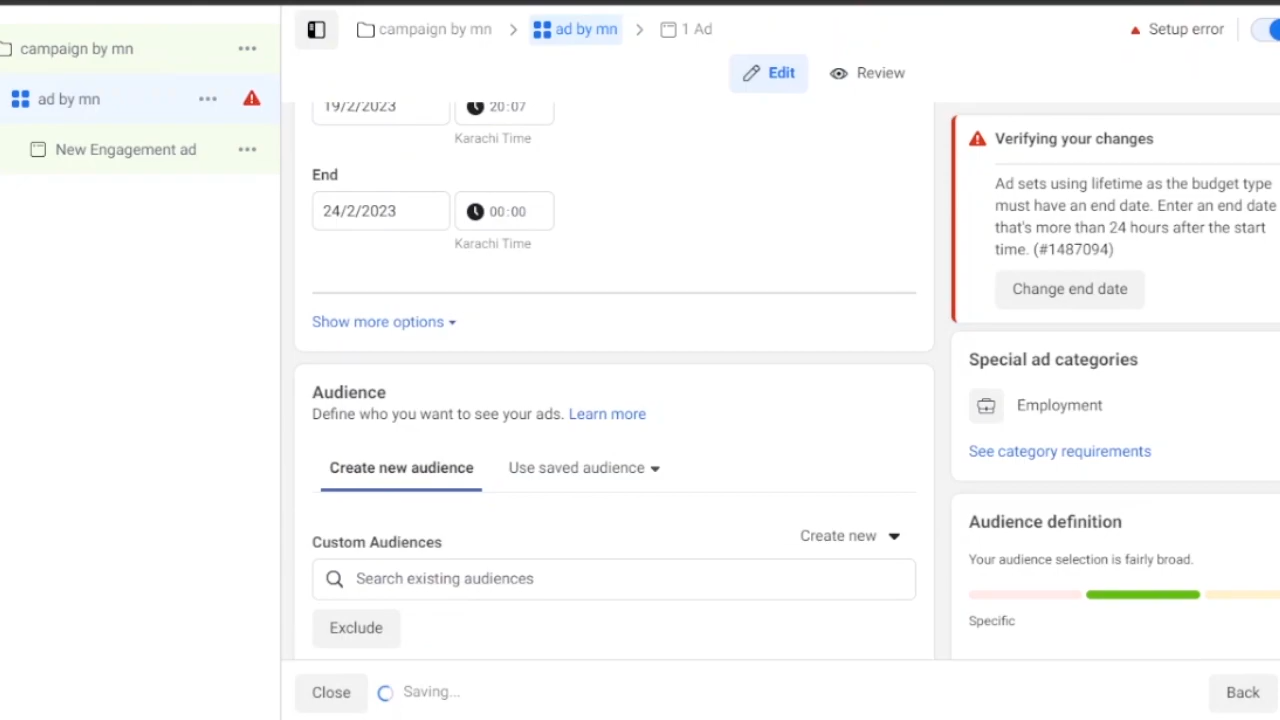 campaign by mn
ad by mn
New Engagement ad
campaign by mn
ad by mn
1 Ad
Setup error
Edit
Review
19/2/2023
20:07
Karachi Time
End
24/2/2023
00:00
Karachi Time
Show more options
Audience
Define who you want to see your ads. Learn more
Create new audience
Use saved audience
Custom Audiences
Create new
Search existing audiences
Exclude
Verifying your changes
Ad sets using lifetime as the budget type
must have an end date. Enter an end date
that's more than 24 hours after the start
time. (#1487094)
Change end date
Special ad categories
Employment
See category requirements
Audience definition
Your audience selection is fairly broad.
Specific
Close
Saving...
Back